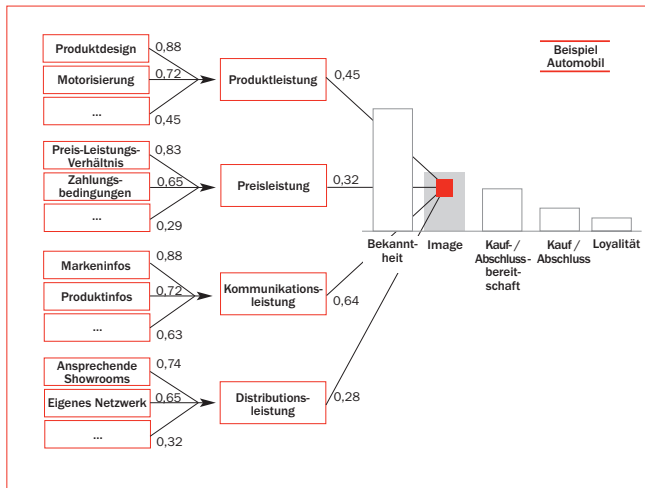 Beispiel
Automobil
Produktdesign
0,88
Motorisierung
0,72
...
0,45
Produktleistung
0,45
Preis-Leistungs-
Verhältnis
0,83
Zahlungs-
bedingungen
0,65
...
0,29
Preisleistung
0,32
Markeninfos
0,88
Produktinfos
0,72
...
0,63
Kommunikations-
leistung
0,64
Ansprechende
Showrooms
0,74
Eigenes Netzwerk
0,65
...
0,32
Distributions-
leistung
0,28
Bekannt-
heit
Image
Kauf-/
Abschluss-
bereit-
schaft
Kauf /
Abschluss
Loyalität